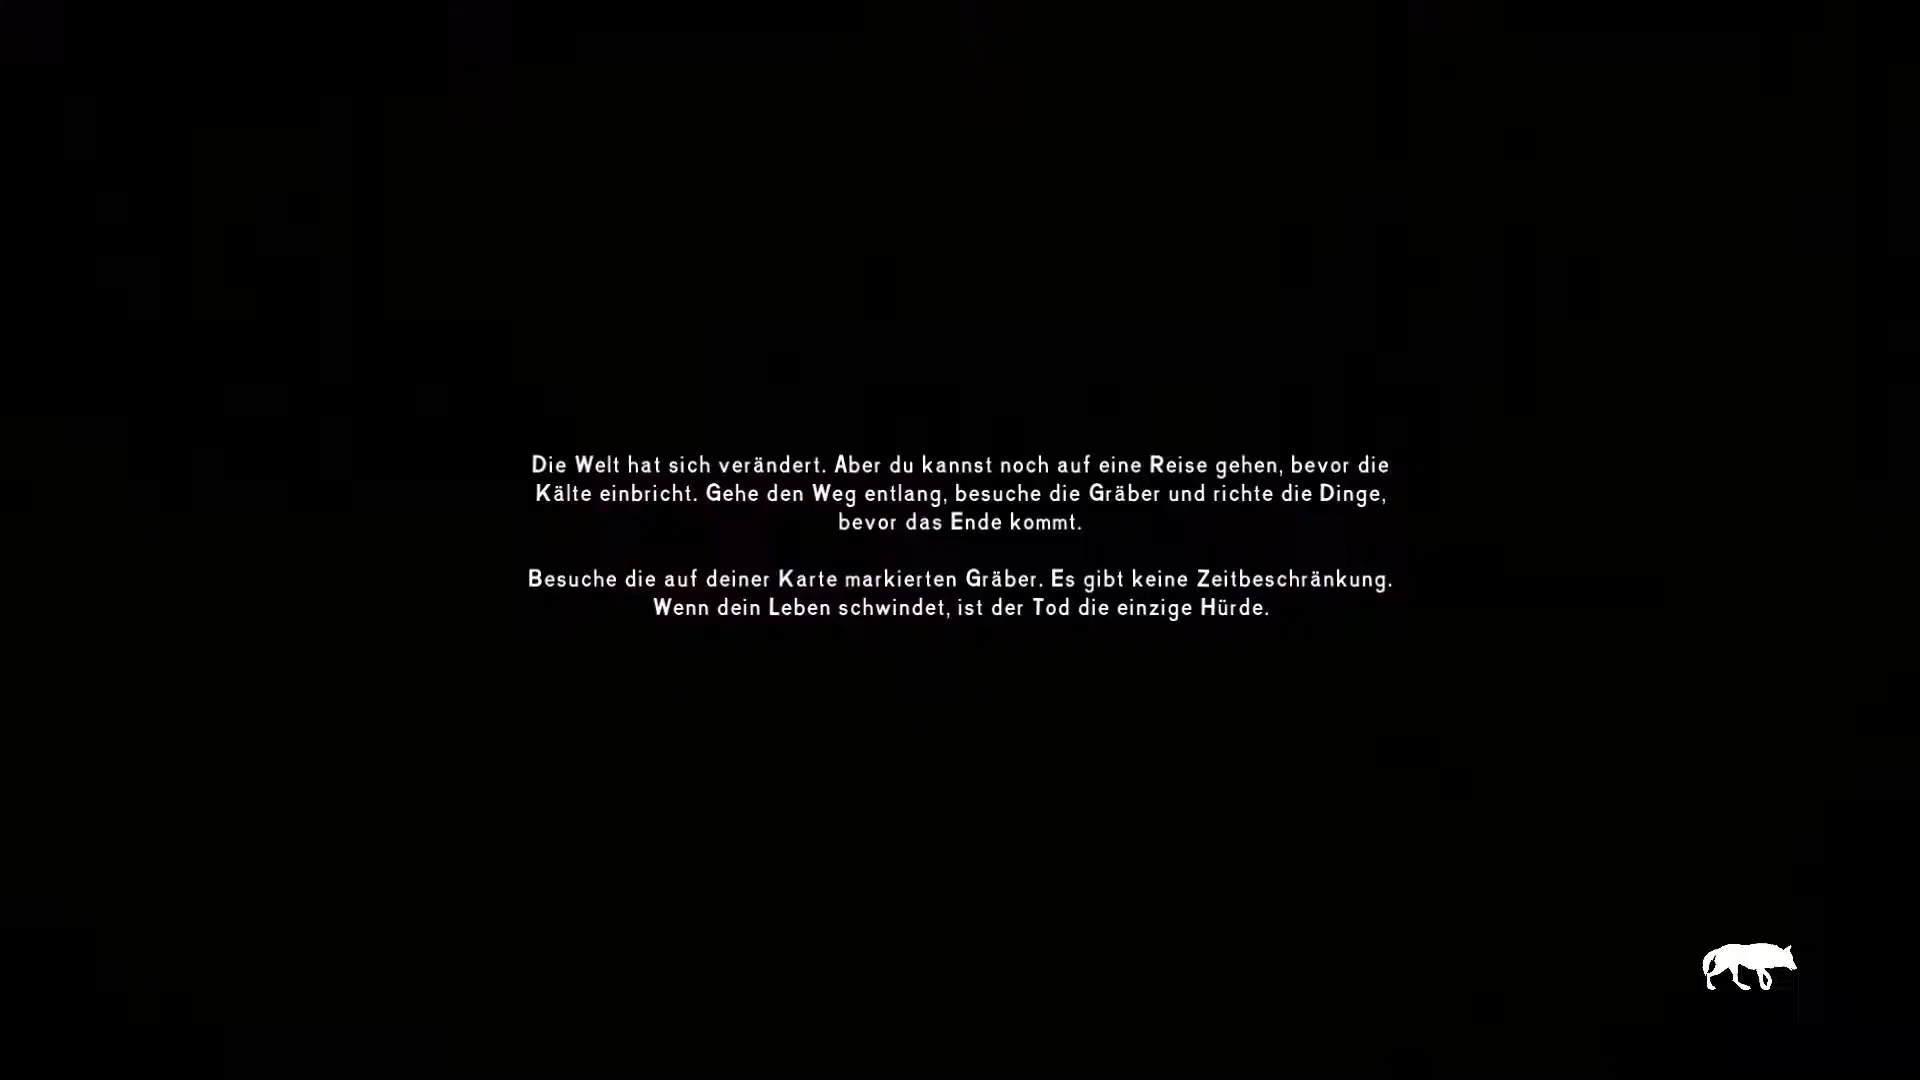 Die Welt hat sich verändert. Aber du kannst noch auf eine Reise gehen, bevor die
Kälte einbricht. Gehe den Weg entlang, besuche die Gräber und richte die Dinge,
bevor das Ende kommt.
Besuche die auf deiner Karte markierten Gräber. Es gibt keine Zeitbeschränkung.
Wenn dein Leben schwindet, ist der Tod die einzige Hürde.